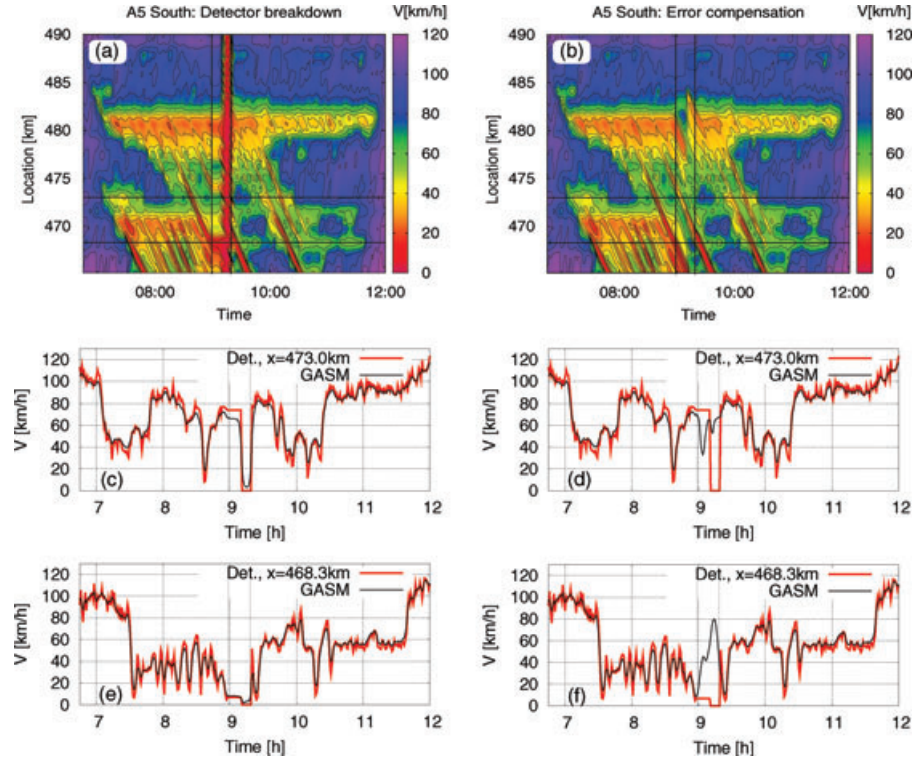 A5 South: Detector breakdown
V[km/h]
A5 South: Error compensation
V[km/h]
(a)
490
485
480
475
470
Location [km]
08:00 10:00 12:00
Time
120
100
80
60
40
20
0
(b)
490
485
480
475
470
Location [km]
08:00 10:00 12:00
Time
120
100
80
60
40
20
0
Det., x=473.0km
GASM
120
100
80
60
40
20
0
V [km/h]
(c)
7 8 9 10 11 12
Time [h]
Det., x=473.0km
GASM
120
100
80
60
40
20
0
V [km/h]
(d)
7 8 9 10 11 12
Time [h]
Det., x=468.3km
GASM
120
100
80
60
40
20
0
V [km/h]
(e)
7 8 9 10 11 12
Time [h]
Det., x=468.3km
GASM
120
100
80
60
40
20
0
V [km/h]
(f)
7 8 9 10 11 12
Time [h]